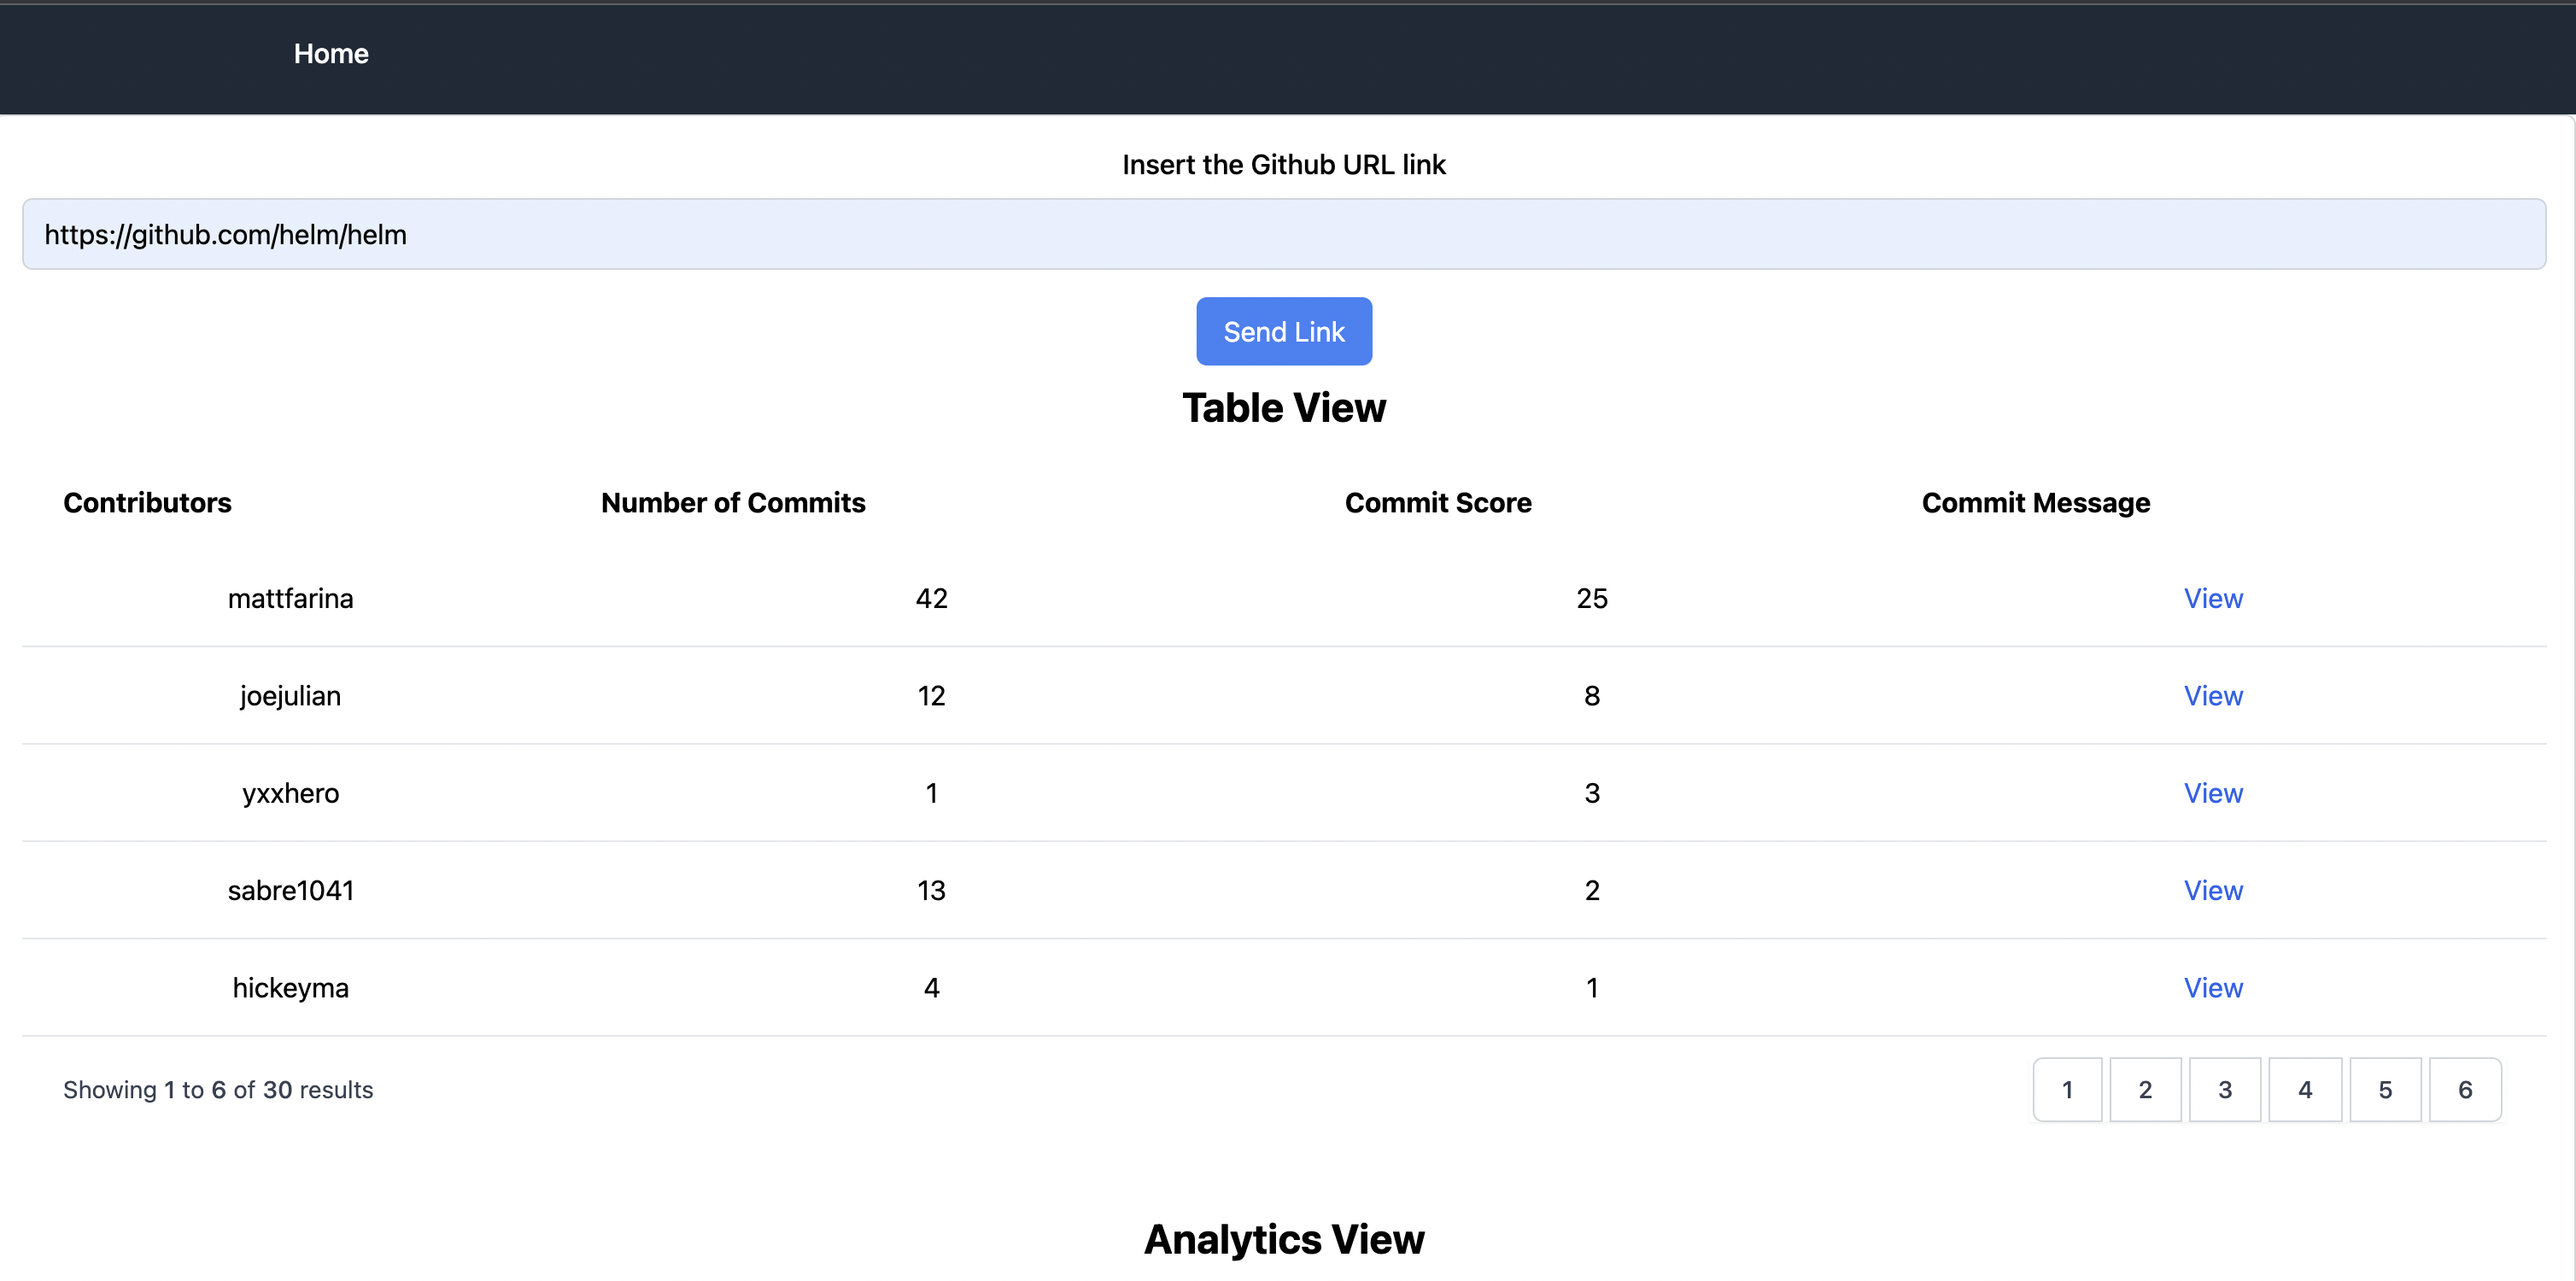 Home
Insert the Github URL link
https://github.com/helm/helm
Send Link
Table View
Contributors Number of Commits Commit Score Commit Message
mattfarina 42 25 View
joejulian 12 8 View
yxxhero 1 3 View
sabre1041 13 2 View
hickeyma 4 1 View
Showing 1 to 6 of 30 results 1 2 3 4 5 6
Analytics View